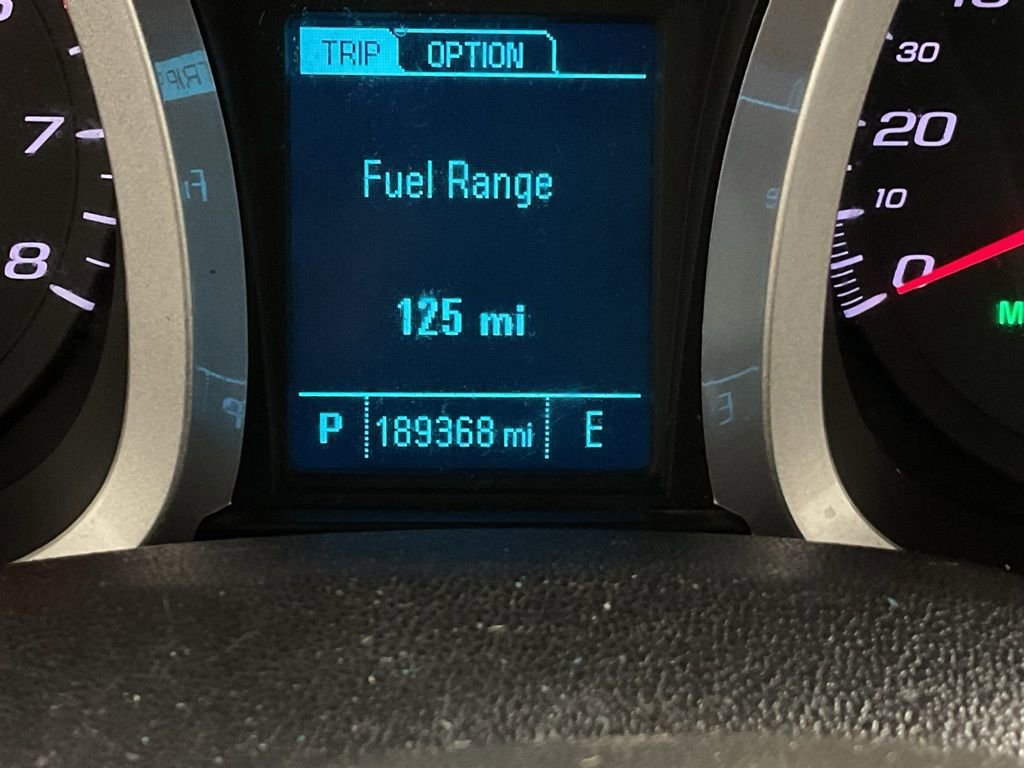 TRIP OPTION
30
7
20
Fuel Range
10
8
0
125 mi
M
P 189368 mi E